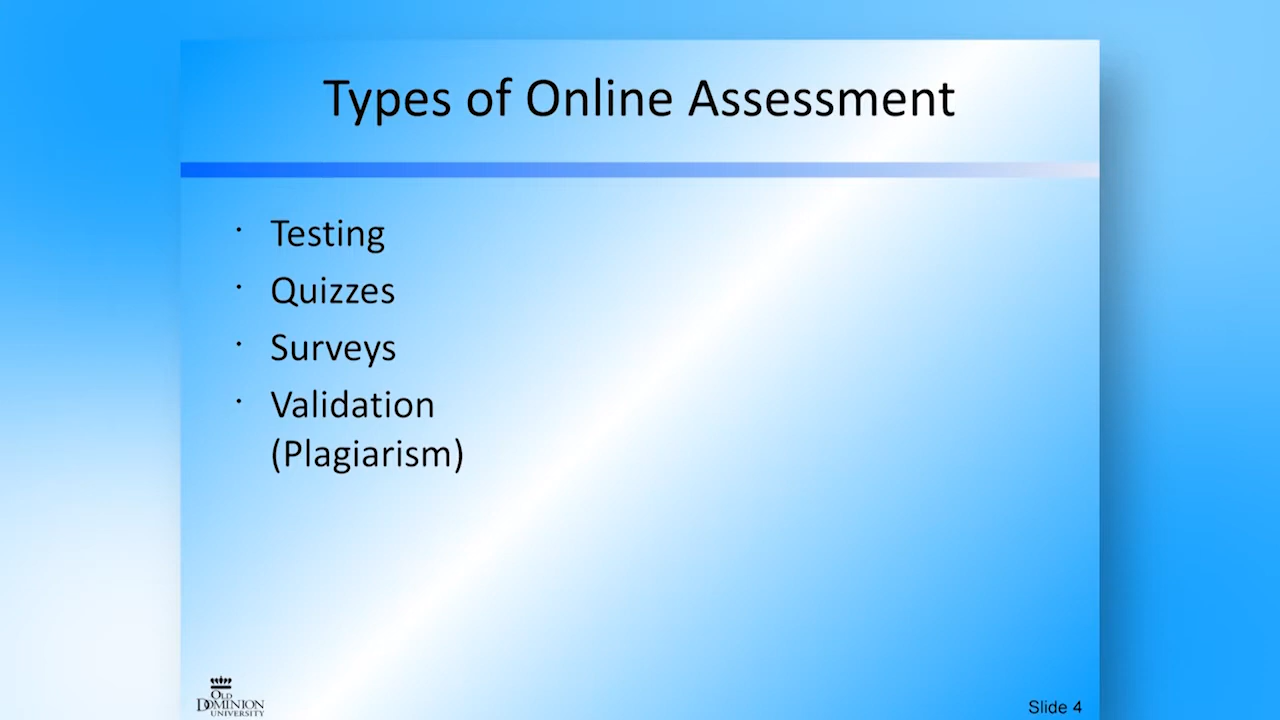 Types of Online Assessment
· Testing
· Quizzes
· Surveys
· Validation
(Plagiarism)
OLD
DOMINION
UNIVERSITY
Slide 4